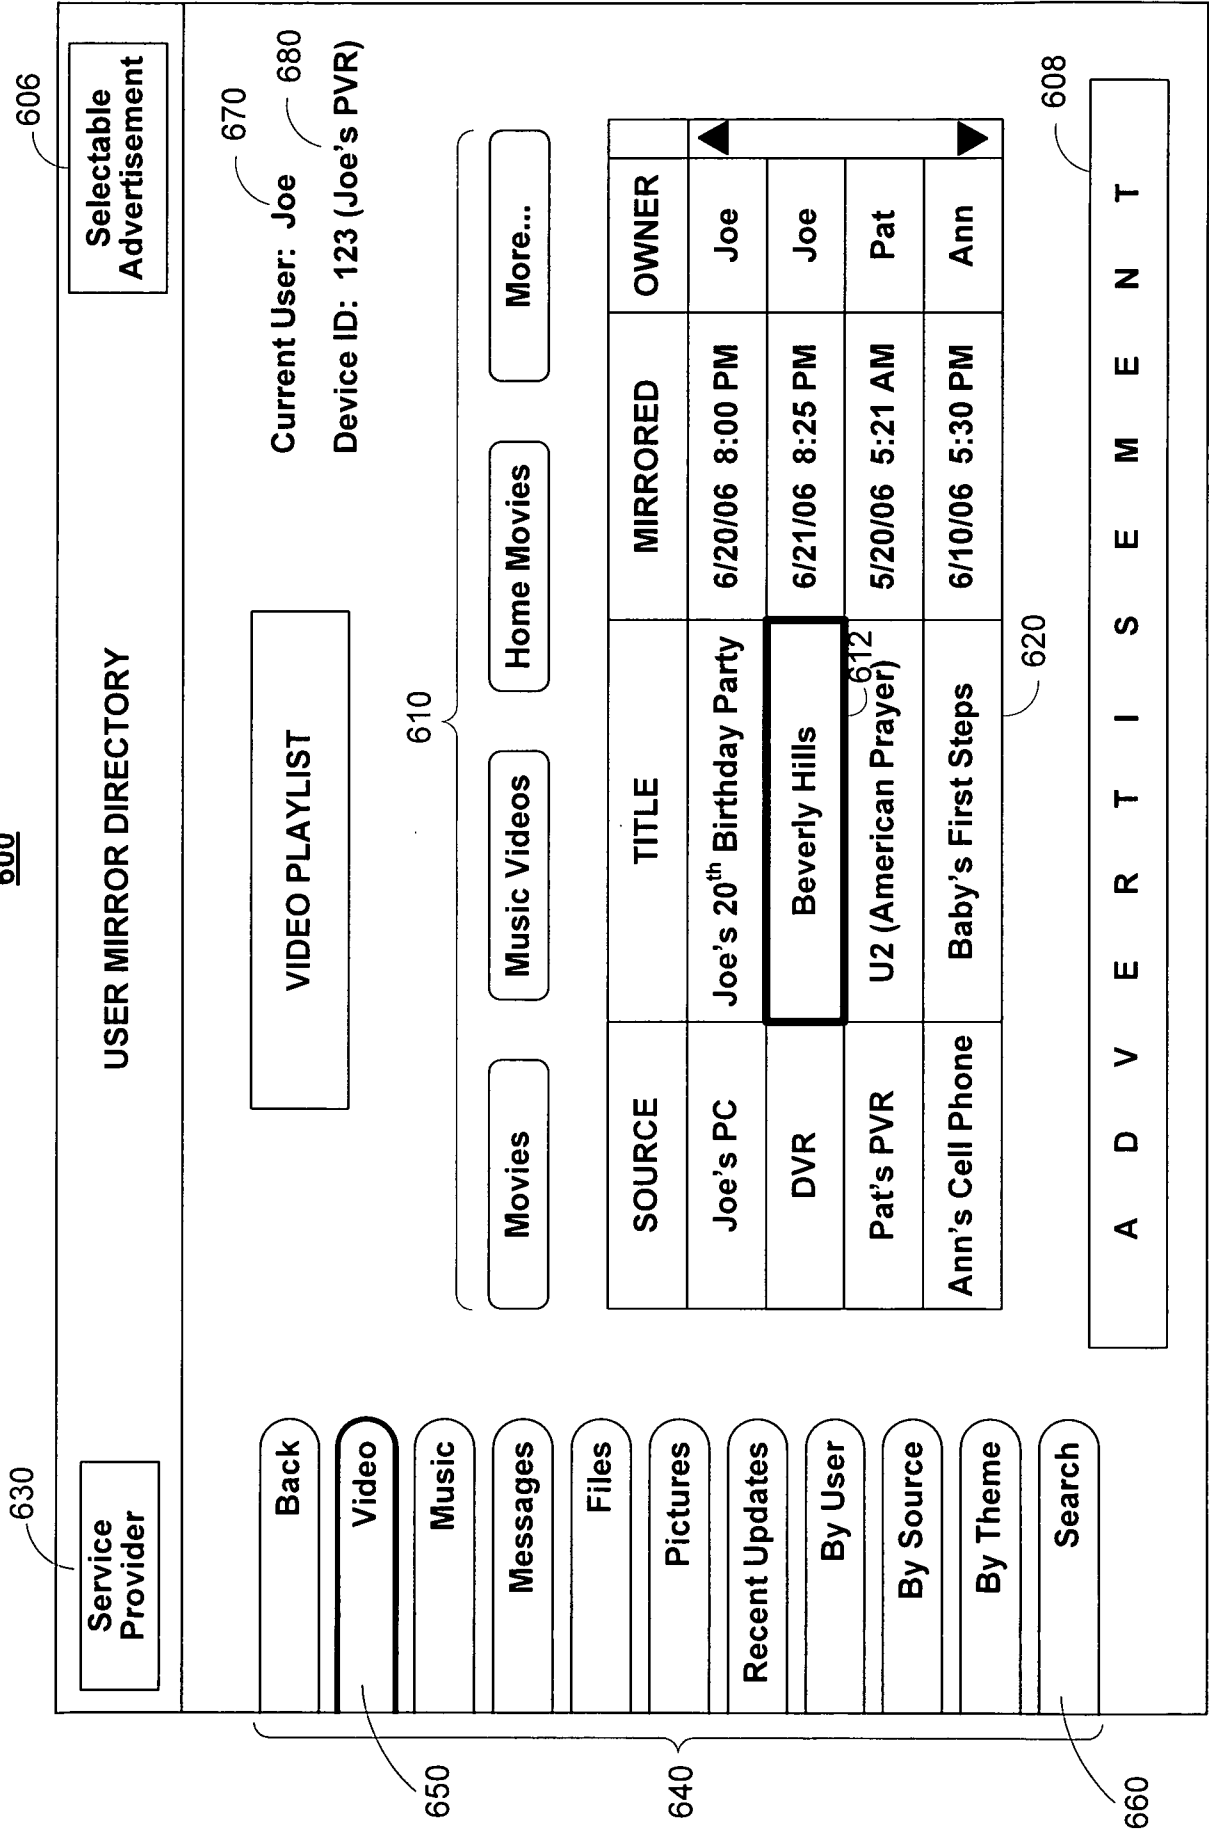 600
USER MIRROR DIRECTORY
630
Service
Provider
606
Selectable
Advertisement
Current User: Joe
670
Device ID: 123 (Joe's PVR)
680
VIDEO PLAYLIST
610
Movies
Music Videos
Home Movies
More...
Back
Video
Music
Messages
Files
Pictures
Recent Updates
By User
By Source
By Theme
Search
650
640
660
SOURCE TITLE MIRRORED OWNER
Joe's PC Joe's 20th Birthday Party 6/20/06 8:00 PM Joe
DVR Beverly Hills 6/21/06 8:25 PM Joe
612
Pat's PVR U2 (American Prayer) 5/20/06 5:21 AM Pat
Ann's Cell Phone Baby's First Steps 6/10/06 5:30 PM Ann
620
608
A D V E R T I S E M E N T